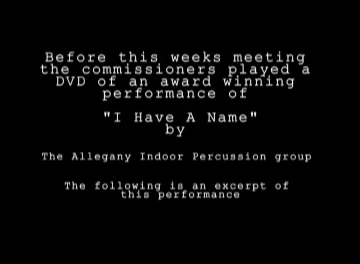 Before this weeks meeting
the commissioners played a
DVD of an award winning
performance of
"I Have A Name"
by
The Allegany Indoor Percussion group
The following is an excerpt of
this performance